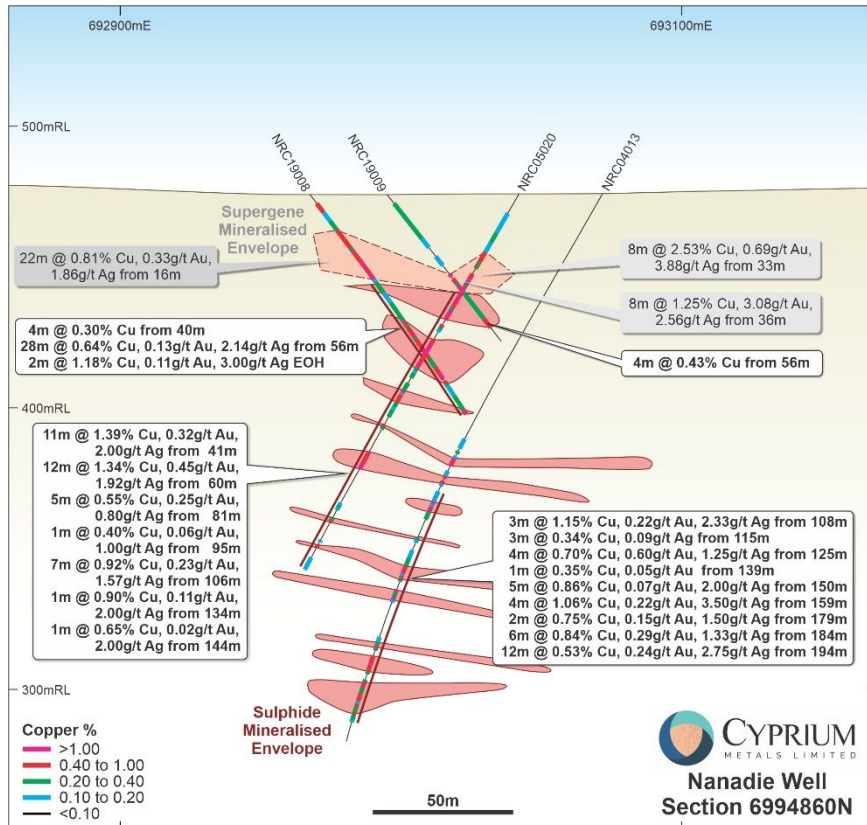 692900mE
693100mE
500mRL
NRC19008
NRC19009
NRC05020
NRC04013
Supergene
Mineralised
Envelope
22m @ 0.81% Cu, 0.33g/t Au,
1.86g/t Ag from 16m
8m @ 2.53% Cu, 0.69g/t Au,
3.88g/t Ag from 33m
8m @ 1.25% Cu, 3.08g/t Au,
2.56g/t Ag from 36m
4m @ 0.30% Cu from 40m
28m @ 0.64% Cu, 0.13g/t Au, 2.14g/t Ag from 56m
2m @ 1.18% Cu, 0.11g/t Au, 3.00g/t Ag EOH
4m @ 0.43% Cu from 56m
400mRL
11m @ 1.39% Cu, 0.32g/t Au,
2.00g/t Ag from 41m
12m @ 1.34% Cu, 0.45g/t Au,
1.92g/t Ag from 60m
5m @ 0.55% Cu, 0.25g/t Au,
0.80g/t Ag from 81m
1m @ 0.40% Cu, 0.06g/t Au,
1.00g/t Ag from 95m
7m @ 0.92% Cu, 0.23g/t Au,
1.57g/t Ag from 106m
1m @ 0.90% Cu, 0.11g/t Au,
2.00g/t Ag from 134m
1m @ 0.65% Cu, 0.02g/t Au,
2.00g/t Ag from 144m
3m @ 1.15% Cu, 0.22g/t Au, 2.33g/t Ag from 108m
3m @ 0.34% Cu, 0.09g/t Ag from 115m
4m @ 0.70% Cu, 0.60g/t Au, 1.25g/t Ag from 125m
1m @ 0.35% Cu, 0.05g/t Au from 139m
5m @ 0.86% Cu, 0.07g/t Au, 2.00g/t Ag from 150m
4m @ 1.06% Cu, 0.22g/t Au, 3.50g/t Ag from 159m
2m @ 0.75% Cu, 0.15g/t Au, 1.50g/t Ag from 179m
6m @ 0.84% Cu, 0.29g/t Au, 1.33g/t Ag from 184m
12m @ 0.53% Cu, 0.24g/t Au, 2.75g/t Ag from 194m
300mRL
Sulphide
Mineralised
Envelope
Copper %
>1.00
0.40 to 1.00
0.20 to 0.40
0.10 to 0.20
<0.10
50m
CYPRIUM
METALS LIMITED
Nanadie Well
Section 6994860N